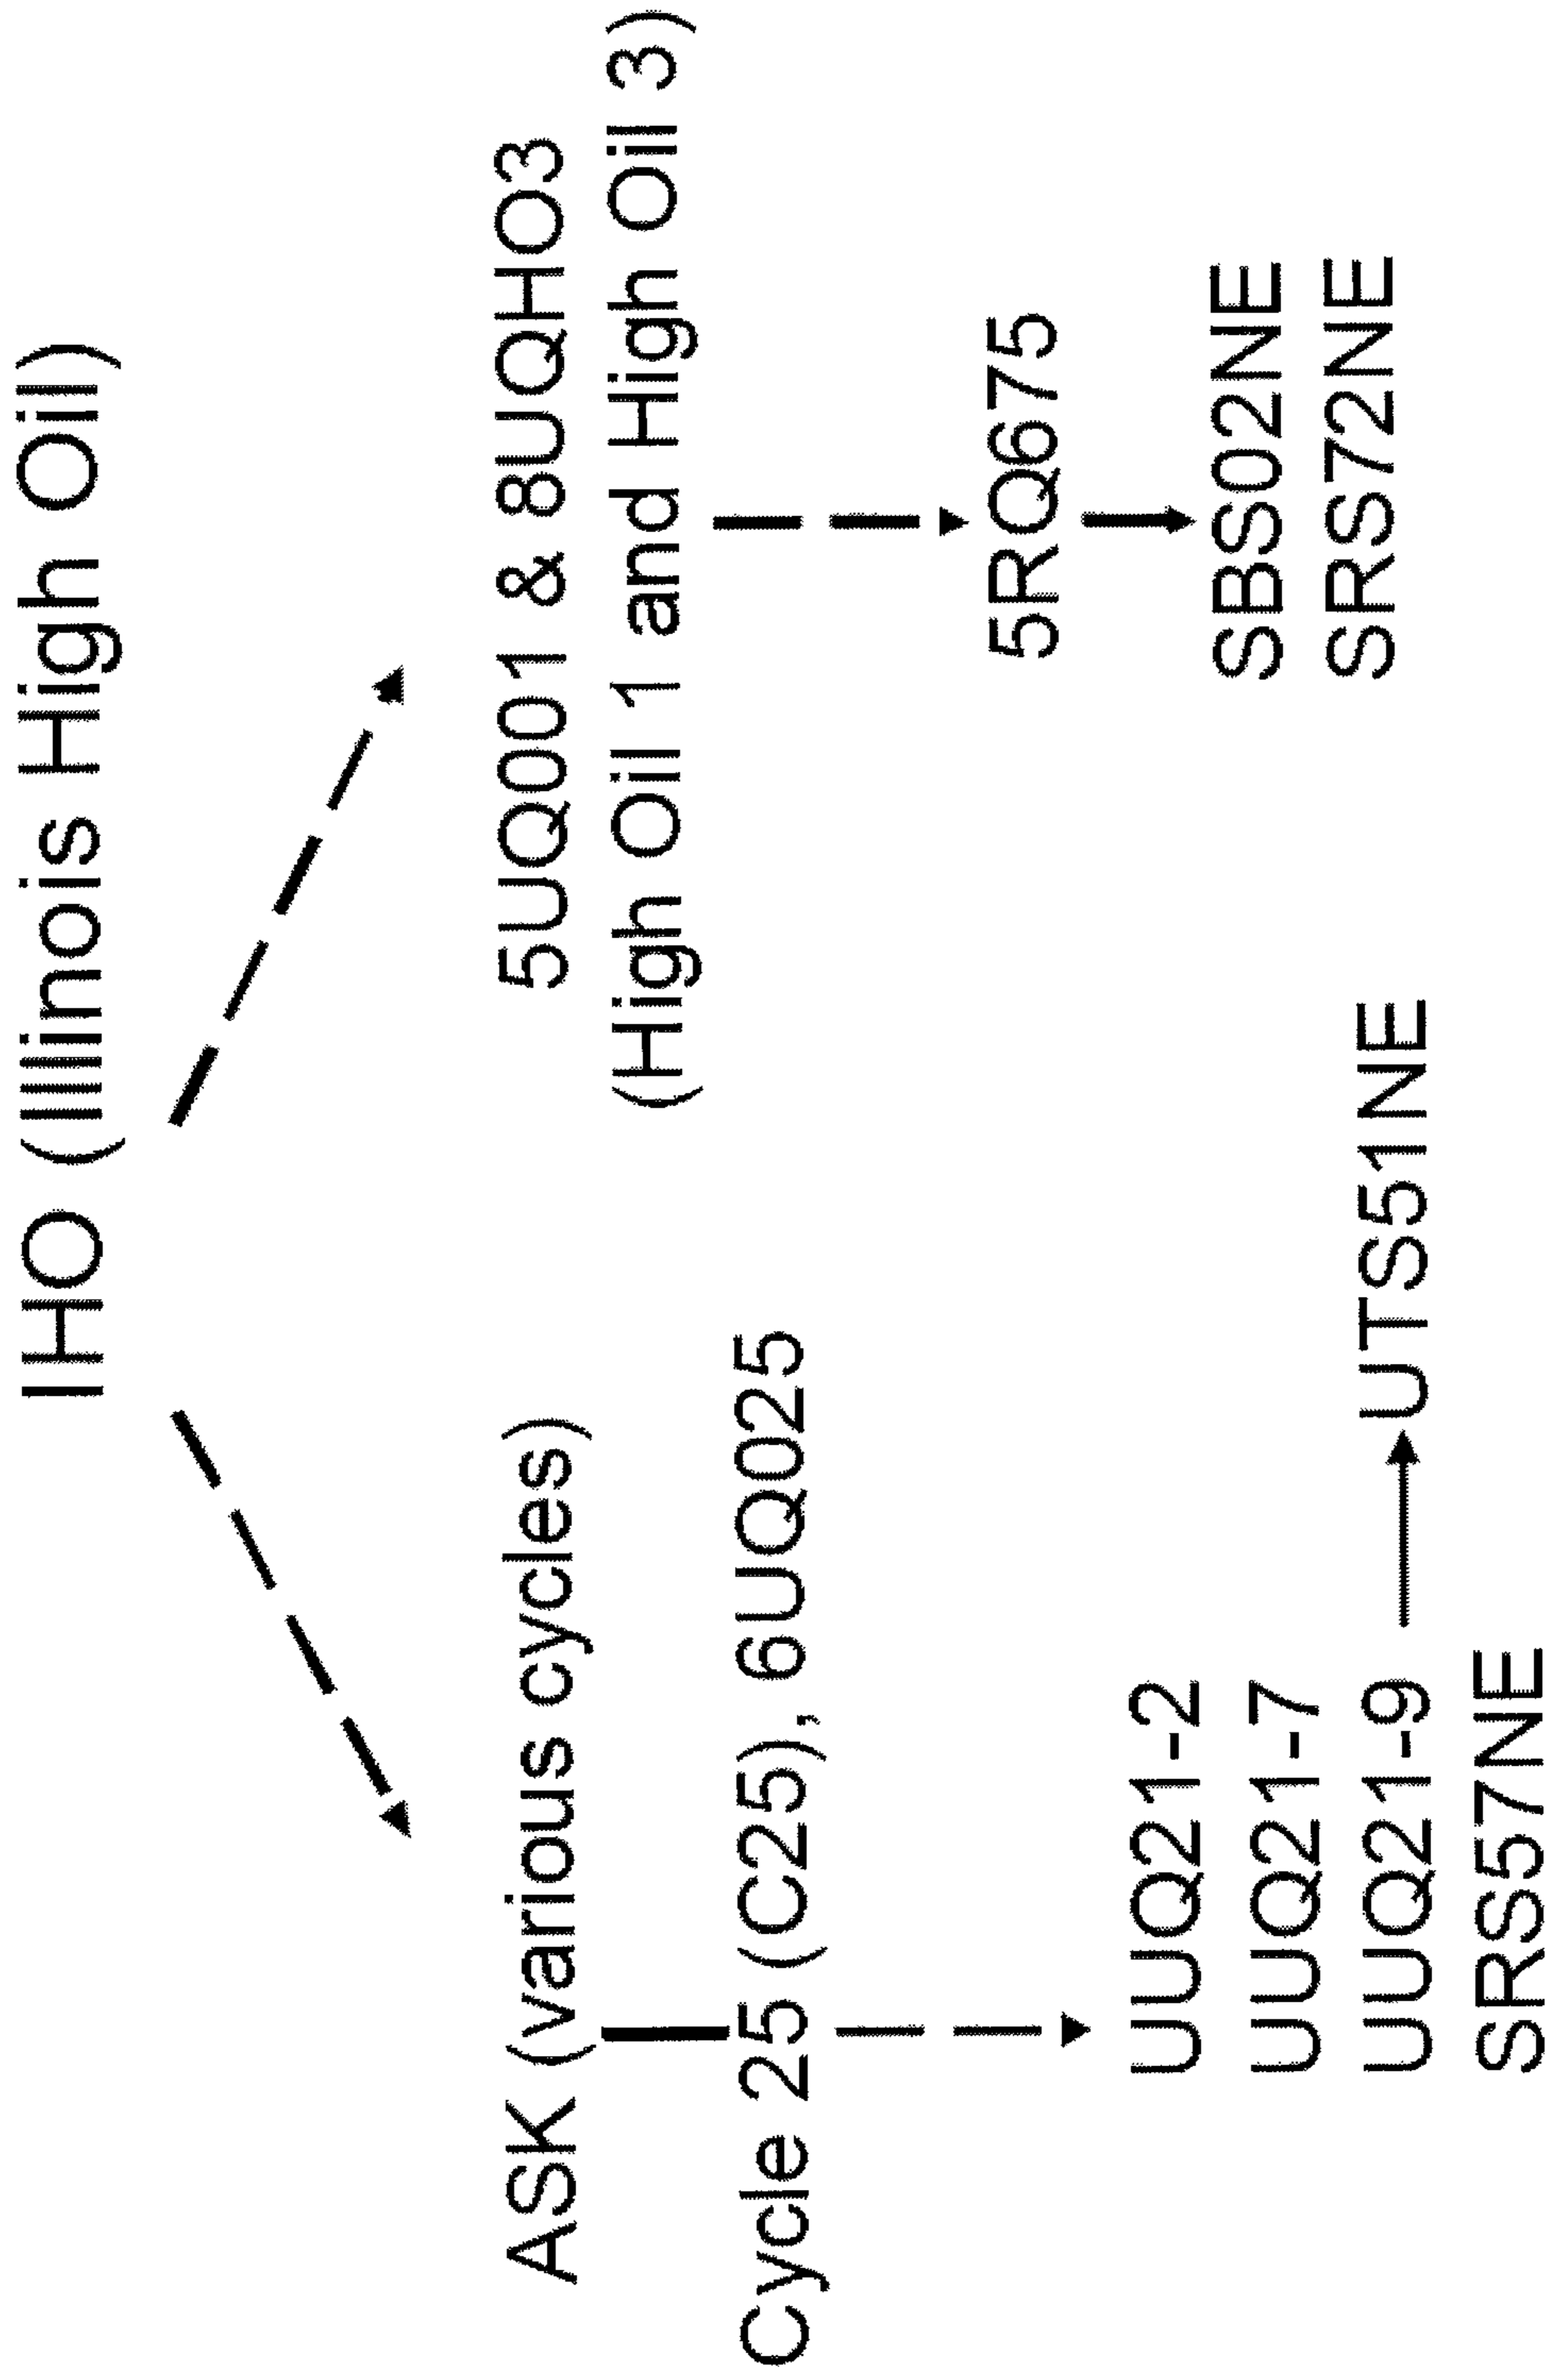 IHO (Illinois High Oil)
ASK (various cycles)
Cycle 25 (C25), 6UQ025
UUQ21-2
UUQ21-7
UUQ21-9
SRS57NE
UTS51NE
5UQ001 & 8UQHO3
(High Oil 1 and High Oil 3)
5RQ675
SBS02NE
SRS72NE